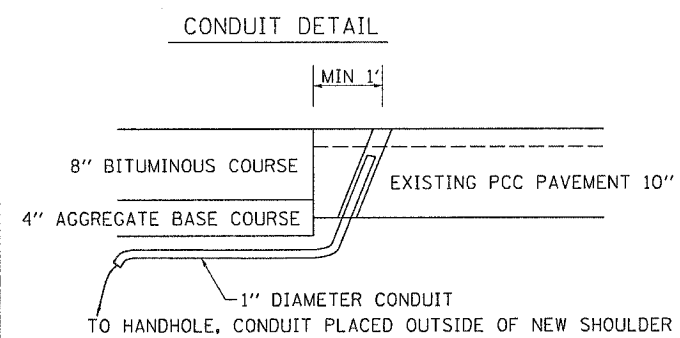 CONDUIT DETAIL
MIN 1'
8" BITUMINOUS COURSE
EXISTING PCC PAVEMENT 10"
4" AGGREGATE BASE COURSE
1" DIAMETER CONDUIT
TO HANDHOLE, CONDUIT PLACED OUTSIDE OF NEW SHOULDER